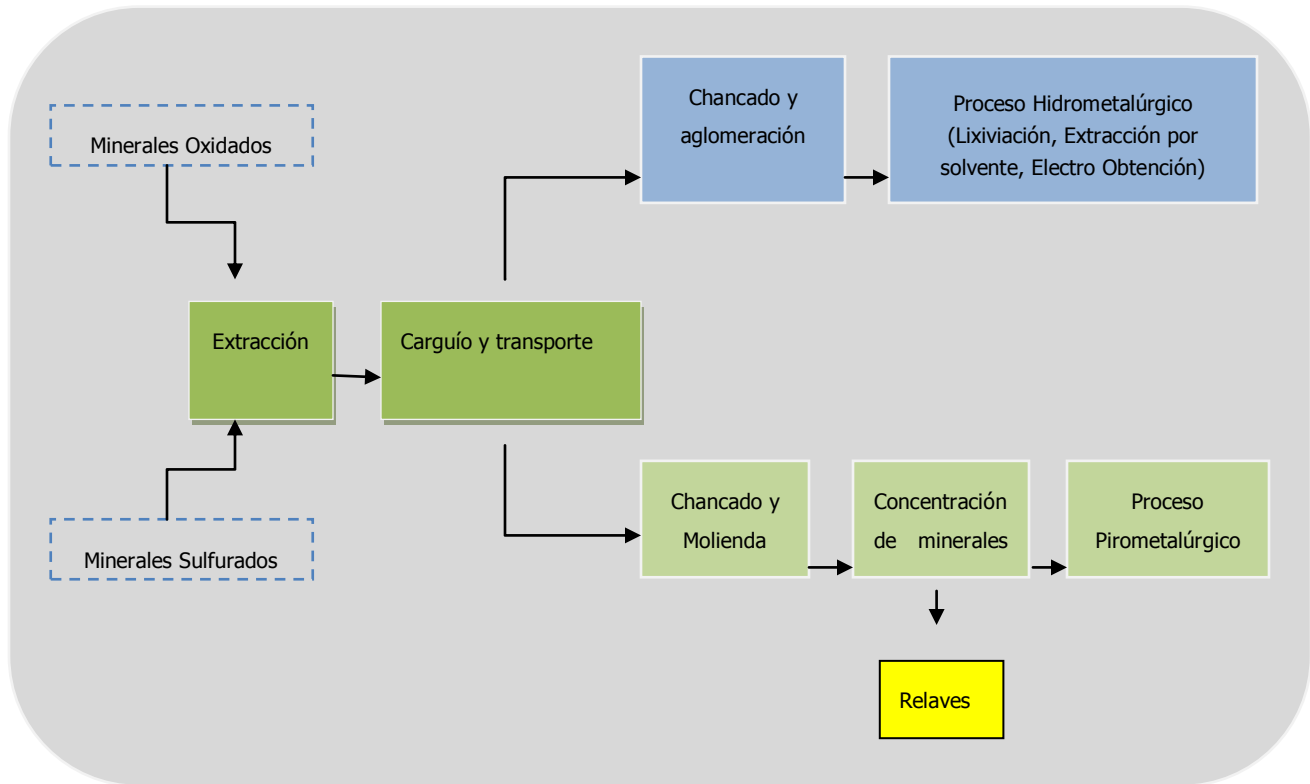 Minerales Oxidados
Chancado y
aglomeración
Proceso Hidrometalúrgico
(Lixiviación, Extracción por
solvente, Electro Obtención)
Extracción
Carguío y transporte
Minerales Sulfurados
Chancado y
Molienda
Concentración
de minerales
Proceso
Pirometalúrgico
Relaves